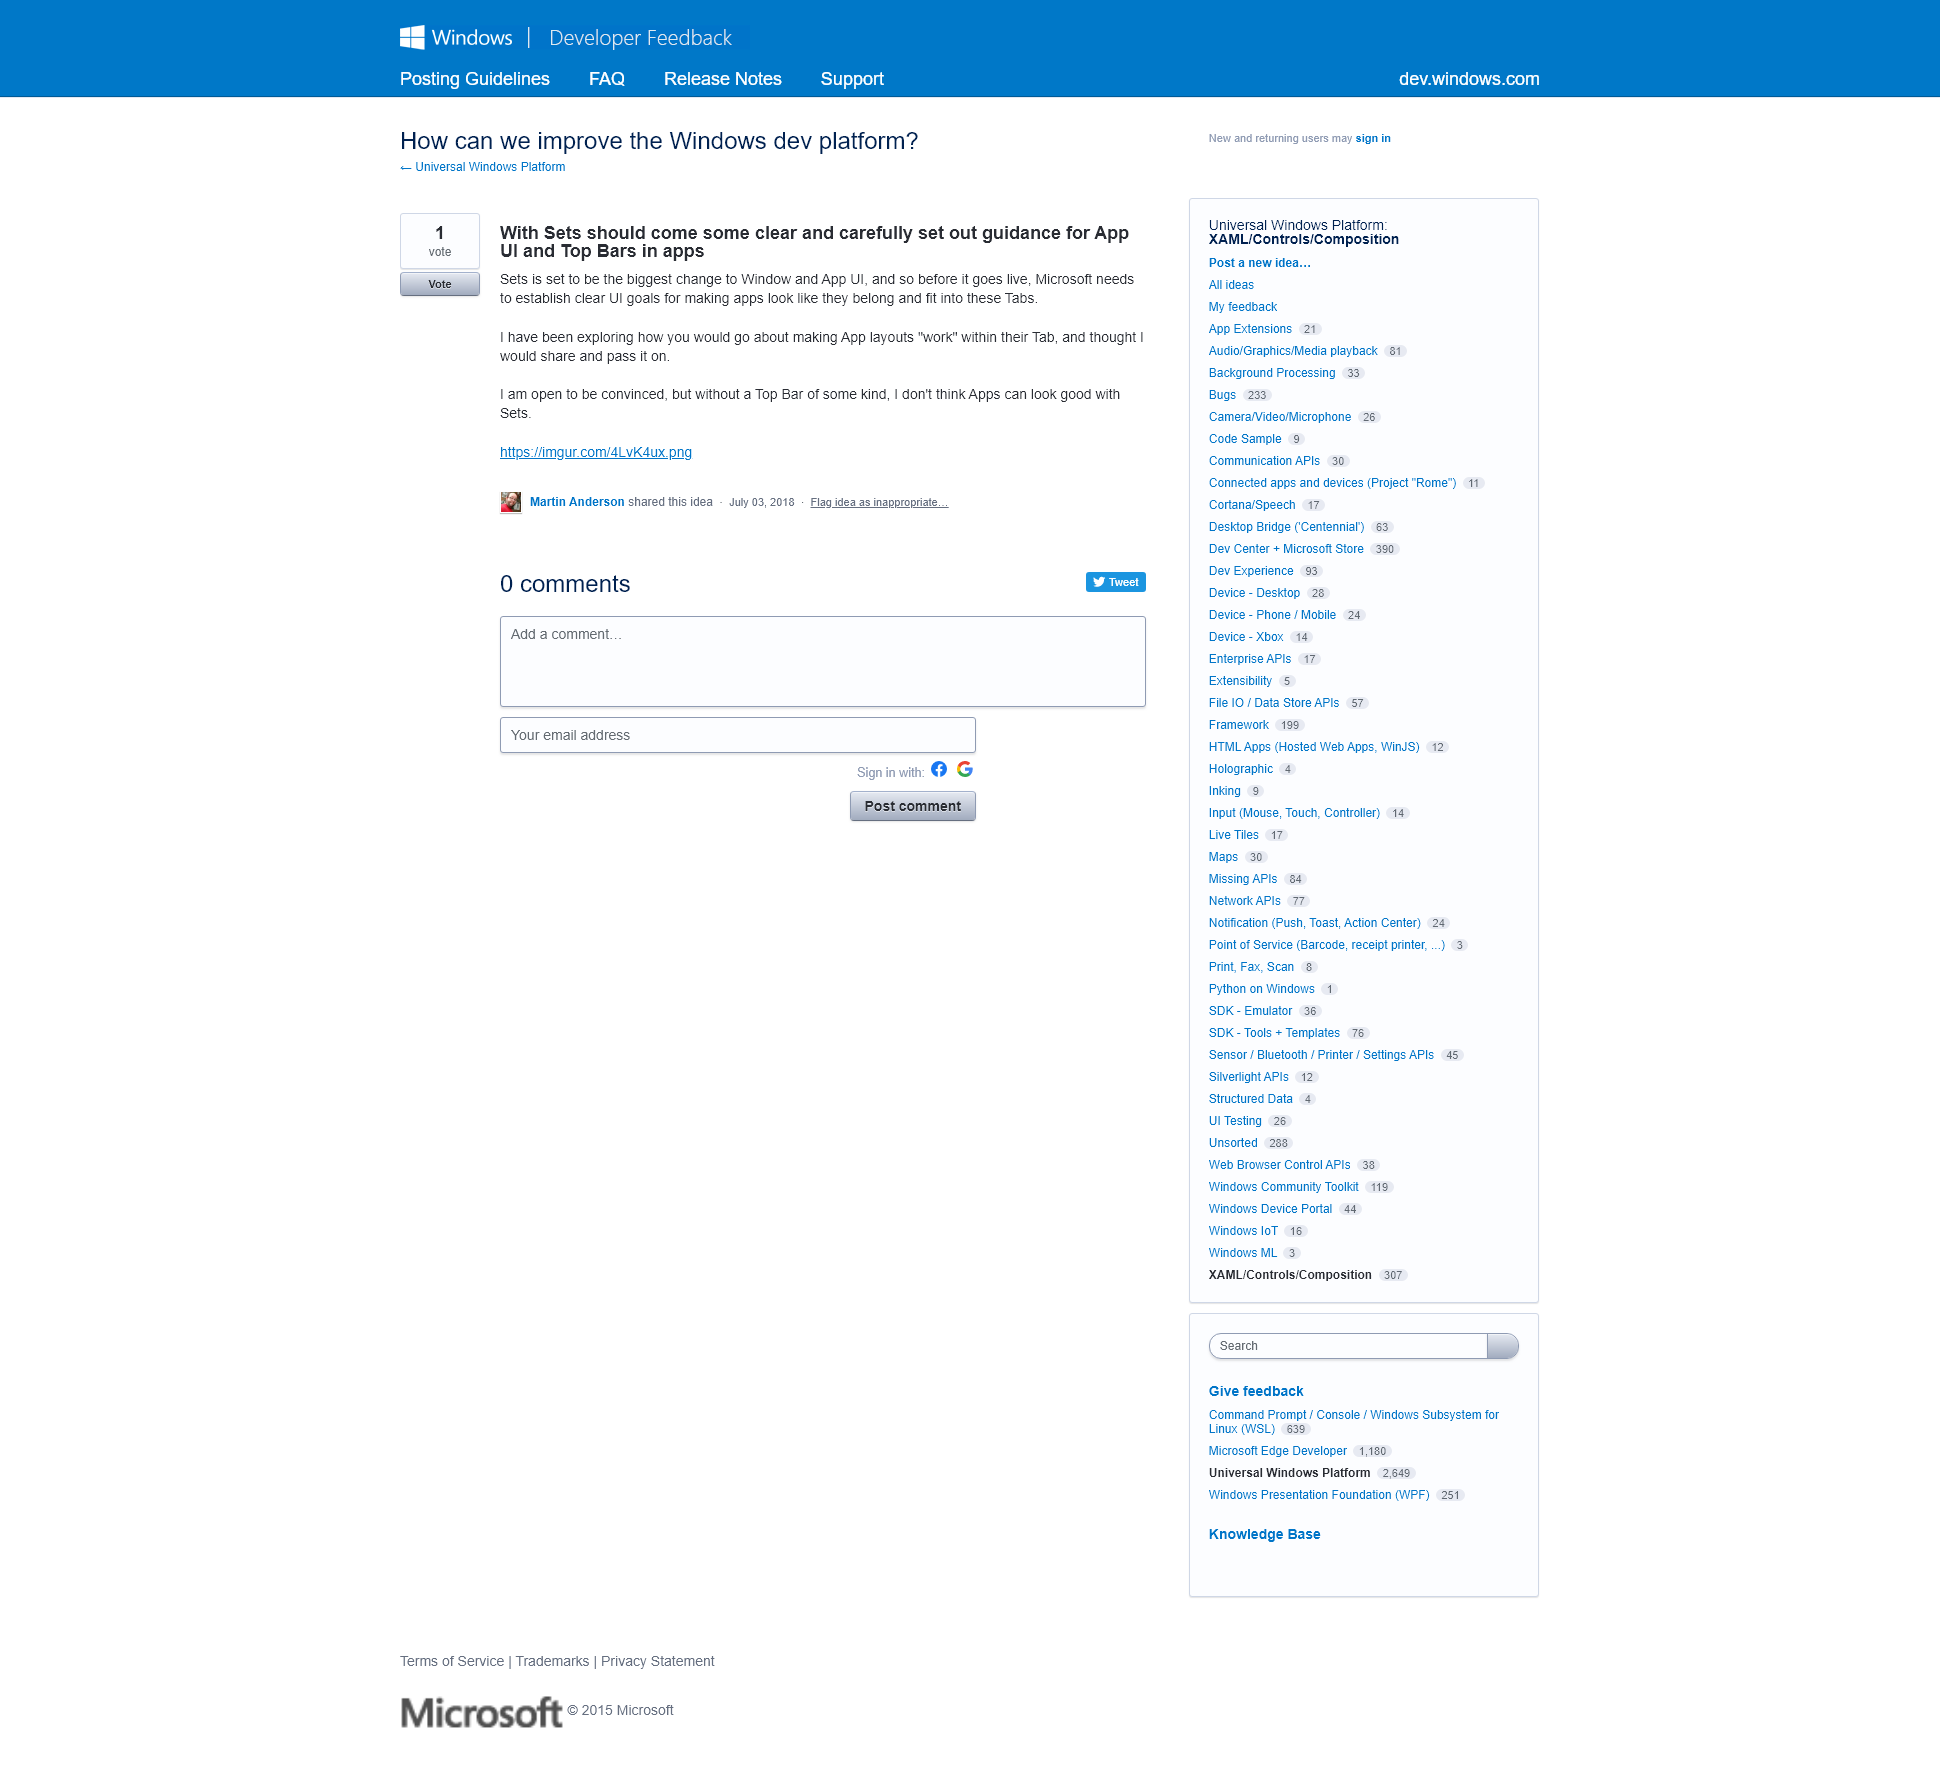 Windows | Developer Feedback
Posting Guidelines FAQ Release Notes Support dev.windows.com
How can we improve the Windows dev platform?
← Universal Windows Platform
New and returning users may sign in
1
vote
Vote
With Sets should come some clear and carefully set out guidance for App
UI and Top Bars in apps
Sets is set to be the biggest change to Window and App UI, and so before it goes live, Microsoft needs
to establish clear UI goals for making apps look like they belong and fit into these Tabs.
I have been exploring how you would go about making App layouts "work" within their Tab, and thought I
would share and pass it on.
I am open to be convinced, but without a Top Bar of some kind, I don't think Apps can look good with
Sets.
https://imgur.com/4LvK4ux.png
Martin Anderson shared this idea · July 03, 2018 · Flag idea as inappropriate…
0 comments
Tweet
Add a comment…
Your email address
Sign in with:
Post comment
Universal Windows Platform:
XAML/Controls/Composition
Post a new idea…
All ideas
My feedback
App Extensions 21
Audio/Graphics/Media playback 81
Background Processing 33
Bugs 233
Camera/Video/Microphone 26
Code Sample 9
Communication APIs 30
Connected apps and devices (Project "Rome") 11
Cortana/Speech 17
Desktop Bridge ('Centennial') 63
Dev Center + Microsoft Store 390
Dev Experience 93
Device - Desktop 28
Device - Phone / Mobile 24
Device - Xbox 14
Enterprise APIs 17
Extensibility 5
File IO / Data Store APIs 57
Framework 199
HTML Apps (Hosted Web Apps, WinJS) 12
Holographic 4
Inking 9
Input (Mouse, Touch, Controller) 14
Live Tiles 17
Maps 30
Missing APIs 84
Network APIs 77
Notification (Push, Toast, Action Center) 24
Point of Service (Barcode, receipt printer, ...) 3
Print, Fax, Scan 8
Python on Windows 1
SDK - Emulator 36
SDK - Tools + Templates 76
Sensor / Bluetooth / Printer / Settings APIs 45
Silverlight APIs 12
Structured Data 4
UI Testing 26
Unsorted 288
Web Browser Control APIs 38
Windows Community Toolkit 119
Windows Device Portal 44
Windows IoT 16
Windows ML 3
XAML/Controls/Composition 307
Search
Give feedback
Command Prompt / Console / Windows Subsystem for
Linux (WSL) 639
Microsoft Edge Developer 1,180
Universal Windows Platform 2,649
Windows Presentation Foundation (WPF) 251
Knowledge Base
Terms of Service | Trademarks | Privacy Statement
Microsoft © 2015 Microsoft